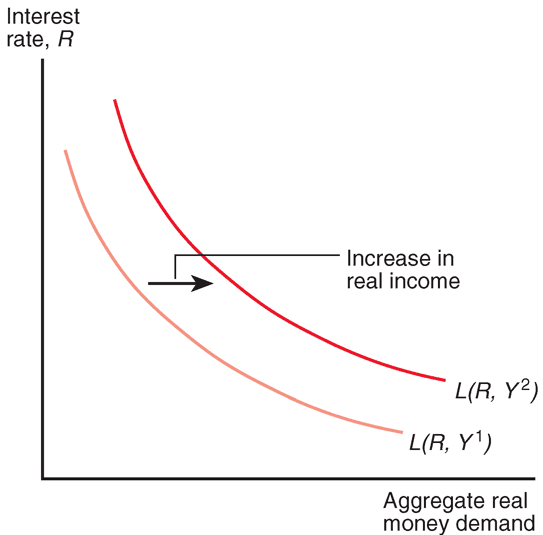 Interest
rate, R
Increase in
real income
L(R, Y²)
L(R, Y¹)
Aggregate real
money demand